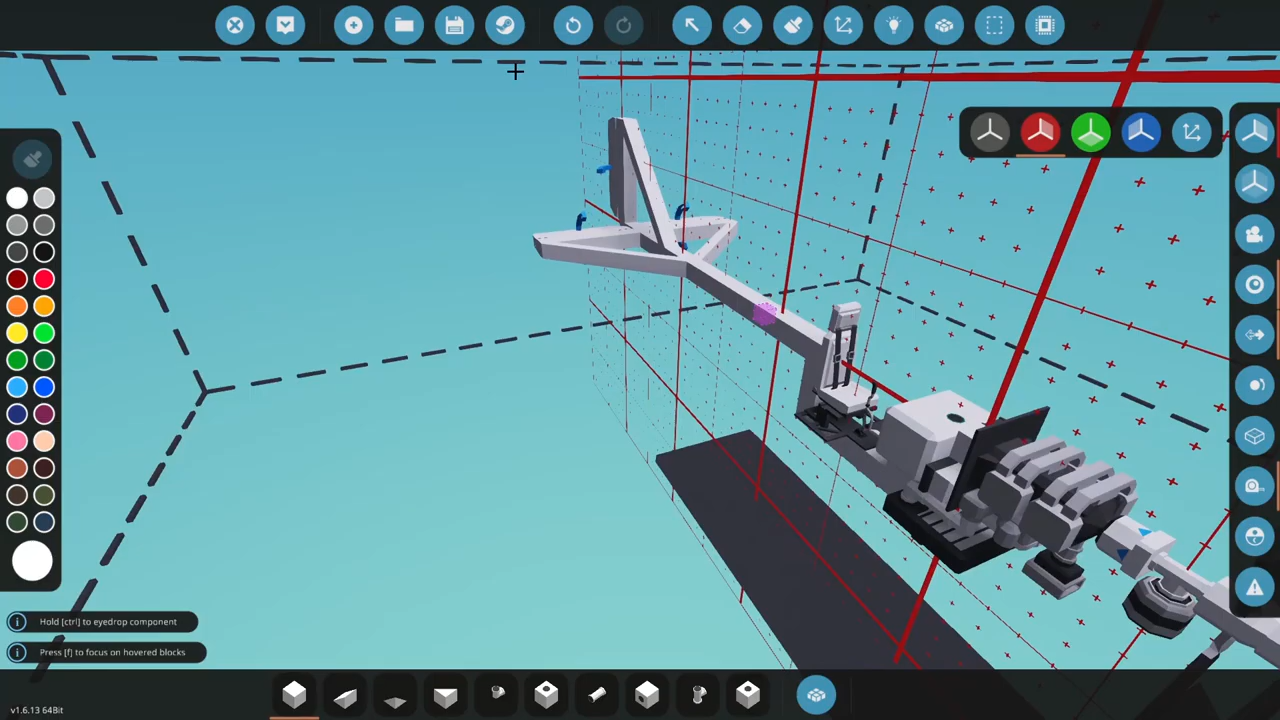 Hold [ctrl] to eyedrop component
Press [f] to focus on hovered blocks
v1.6.13 64Bit